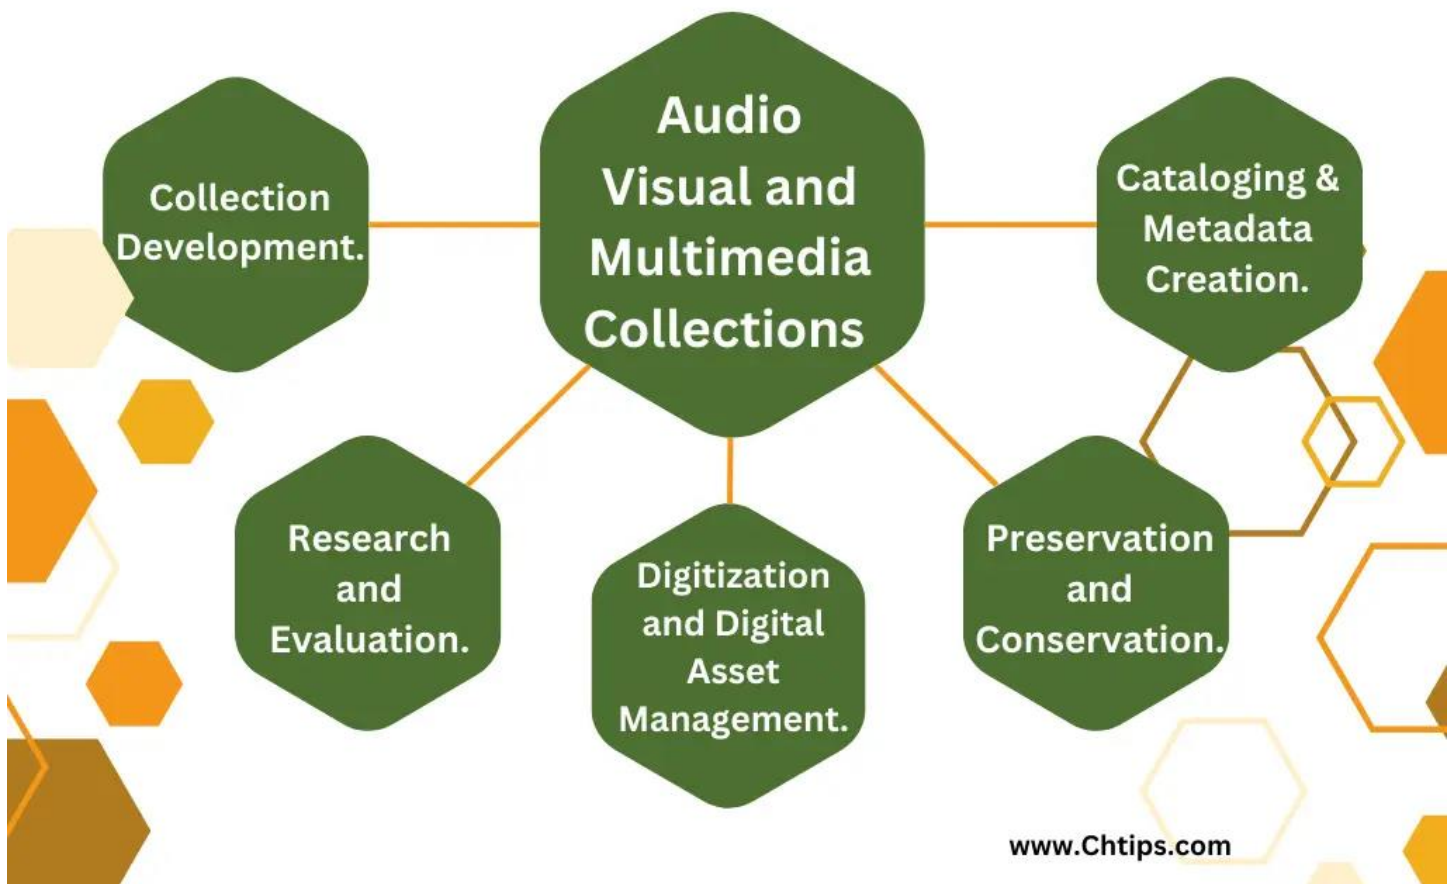 Audio
Visual and
Multimedia
Collections
Collection
Development.
Cataloging &
Metadata
Creation.
Research
and
Evaluation.
Digitization
and Digital
Asset
Management.
Preservation
and
Conservation.
www.Chtips.com